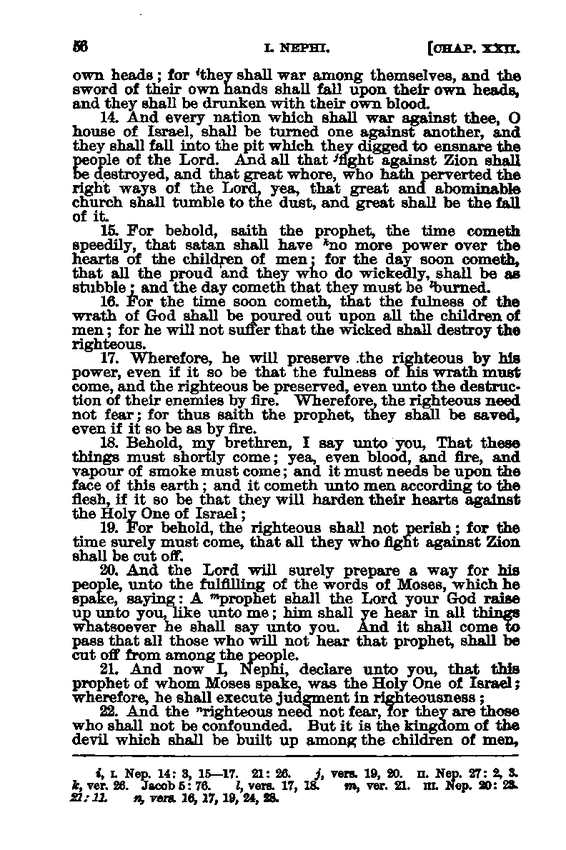 56 I. NEPHI. [CHAP. XXII.
own heads; for ⁱthey shall war among themselves, and the
sword of their own hands shall fall upon their own heads,
and they shall be drunken with their own blood.
14. And every nation which shall war against thee, O
house of Israel, shall be turned one against another, and
they shall fall into the pit which they digged to ensnare the
people of the Lord. And all that ʲfight against Zion shall
be destroyed, and that great whore, who hath perverted the
right ways of the Lord, yea, that great and abominable
church shall tumble to the dust, and great shall be the fall
of it.
15. For behold, saith the prophet, the time cometh
speedily, that satan shall have ᵏno more power over the
hearts of the children of men; for the day soon cometh,
that all the proud and they who do wickedly, shall be as
stubble; and the day cometh that they must be ˡburned.
16. For the time soon cometh, that the fulness of the
wrath of God shall be poured out upon all the children of
men; for he will not suffer that the wicked shall destroy the
righteous.
17. Wherefore, he will preserve the righteous by his
power, even if it so be that the fulness of his wrath must
come, and the righteous be preserved, even unto the destruc-
tion of their enemies by fire. Wherefore, the righteous need
not fear; for thus saith the prophet, they shall be saved,
even if it so be as by fire.
18. Behold, my brethren, I say unto you, That these
things must shortly come; yea, even blood, and fire, and
vapour of smoke must come; and it must needs be upon the
face of this earth; and it cometh unto men according to the
flesh, if it so be that they will harden their hearts against
the Holy One of Israel;
19. For behold, the righteous shall not perish; for the
time surely must come, that all they who fight against Zion
shall be cut off.
20. And the Lord will surely prepare a way for his
people, unto the fulfilling of the words of Moses, which he
spake, saying: A ᵐprophet shall the Lord your God raise
up unto you, like unto me; him shall ye hear in all things
whatsoever he shall say unto you. And it shall come to
pass that all those who will not hear that prophet, shall be
cut off from among the people.
21. And now I, Nephi, declare unto you, that this
prophet of whom Moses spake, was the Holy One of Israel;
wherefore, he shall execute judgment in righteousness;
22. And the ⁿrighteous need not fear, for they are those
who shall not be confounded. But it is the kingdom of the
devil which shall be built up among the children of men,
i, I. Nep. 14: 3, 15—17. 21: 26. j, vers. 19, 20. II. Nep. 27: 2, 3.
k, ver. 26. Jacob 5: 76. l, vers. 17, 18. m, ver. 21. III. Nep. 20: 23.
21: 11. n, vers. 16, 17, 19, 24, 28.